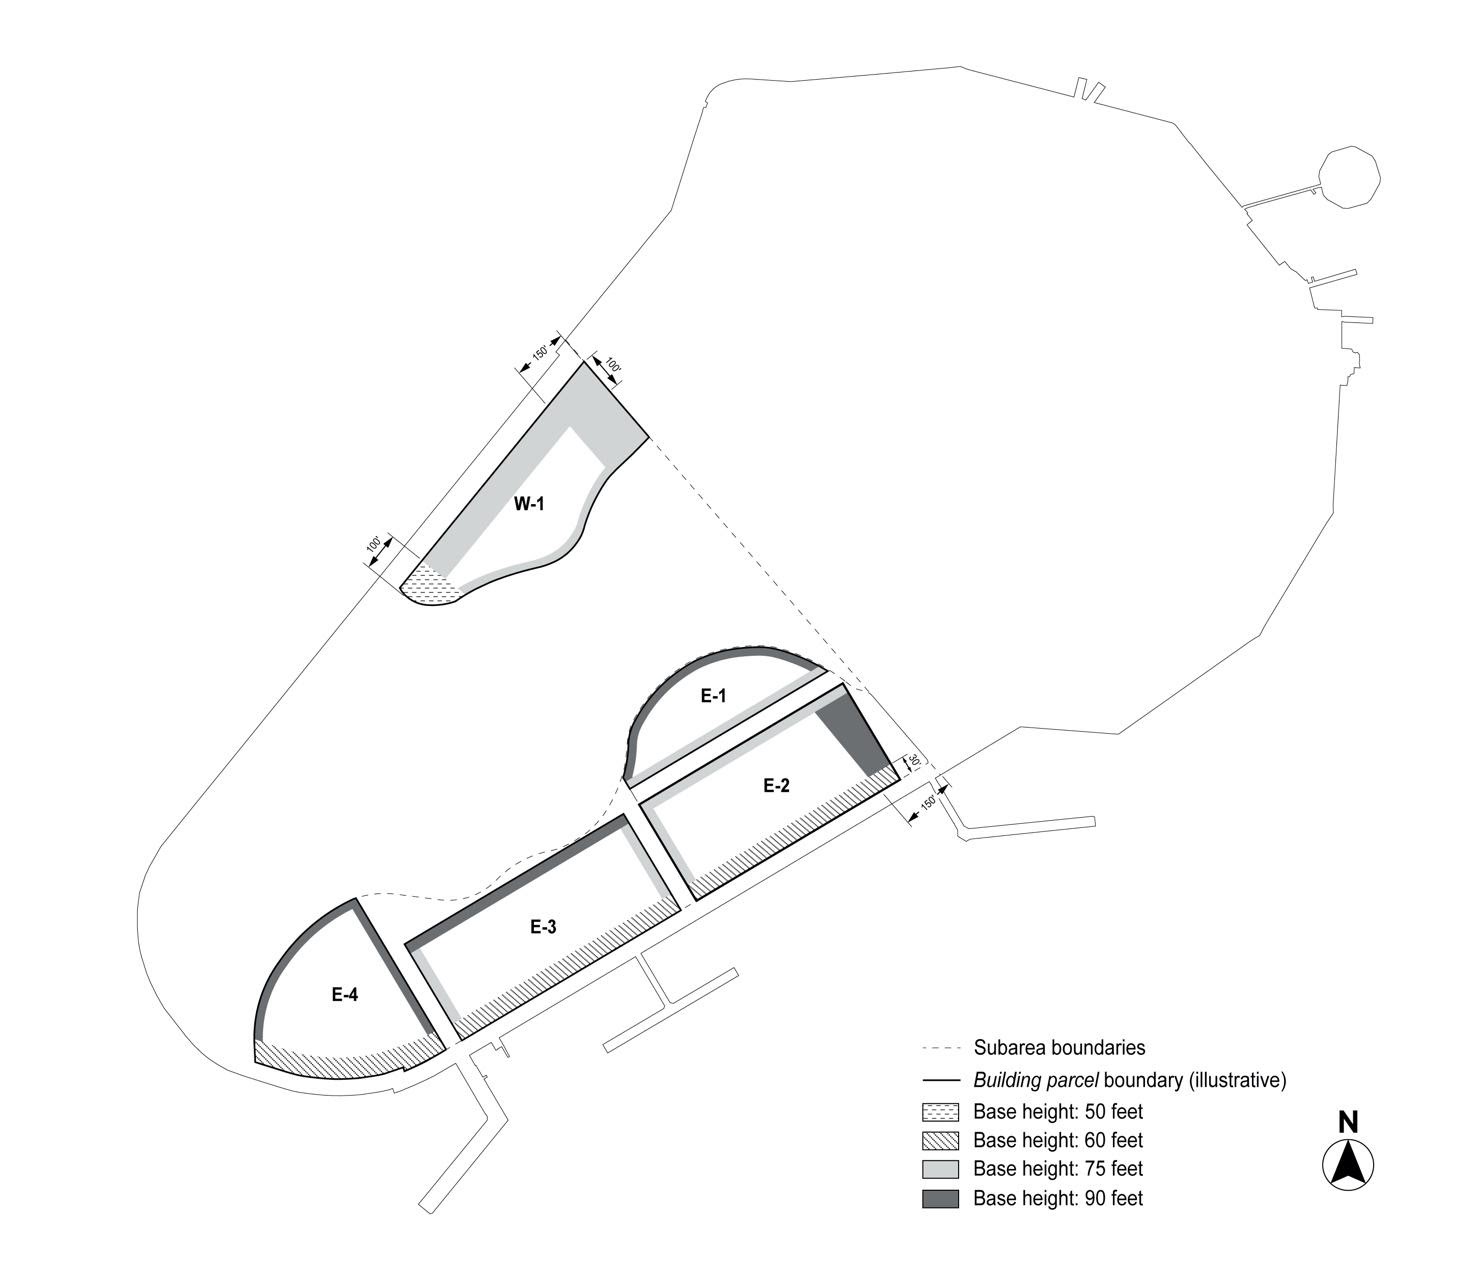 150'
100'
W-1
100'
E-1
30'
E-2
150'
E-3
E-4
Subarea boundaries
Building parcel boundary (illustrative)
Base height: 50 feet
Base height: 60 feet
Base height: 75 feet
Base height: 90 feet
N